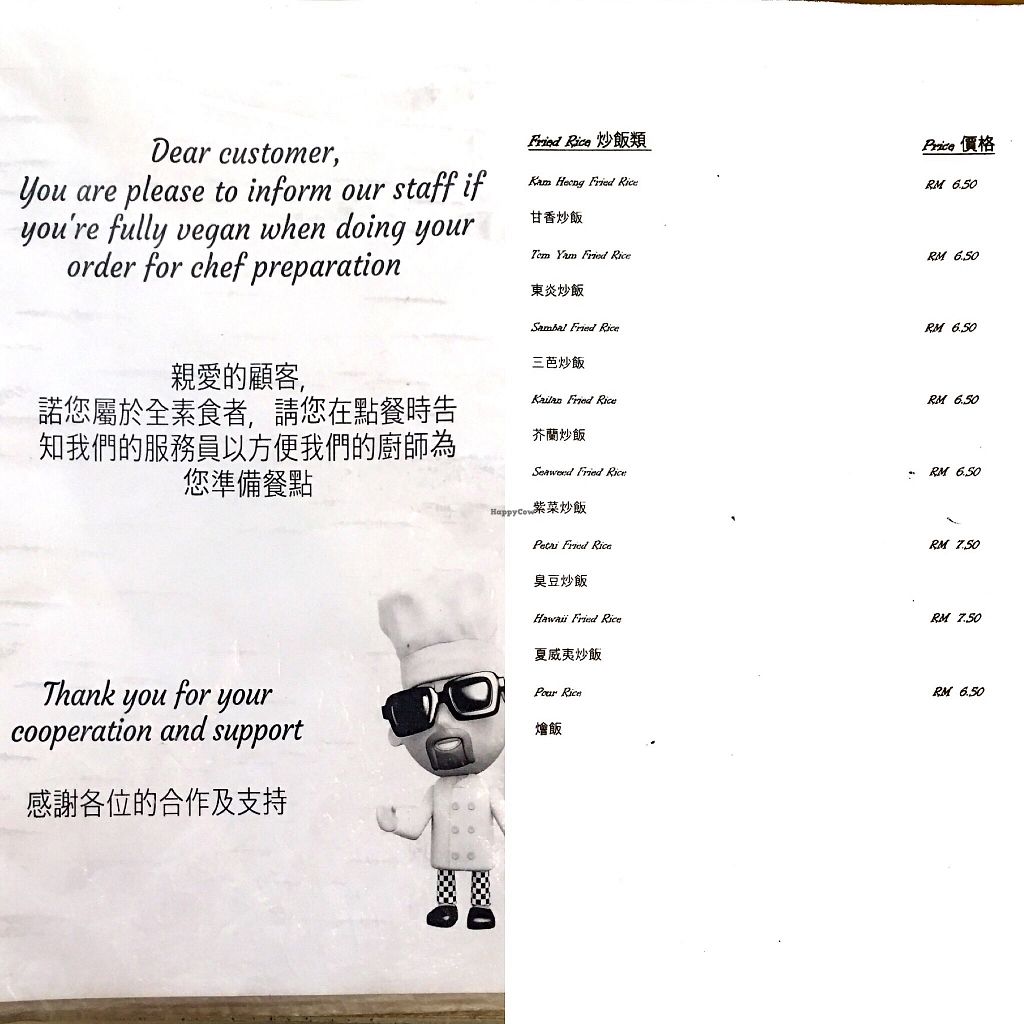 Dear customer,
You are please to inform our staff if
you're fully vegan when doing your
order for chef preparation
親愛的顧客,
諾您屬於全素食者, 請您在點餐時告
知我們的服務員以方便我們的廚師為
您準備餐點
Thank you for your
cooperation and support
感謝各位的合作及支持
HappyCow
Fried Rice 炒飯類 Price 價格
Kam Heong Fried Rice RM 6.50
甘香炒飯
Tom Yam Fried Rice RM 6.50
東炎炒飯
Sambal Fried Rice RM 6.50
三芭炒飯
Kailan Fried Rice RM 6.50
芥蘭炒飯
Seaweed Fried Rice RM 6.50
紫菜炒飯
Petai Fried Rice RM 7.50
臭豆炒飯
Hawaii Fried Rice RM 7.50
夏威夷炒飯
Pour Rice RM 6.50
燴飯